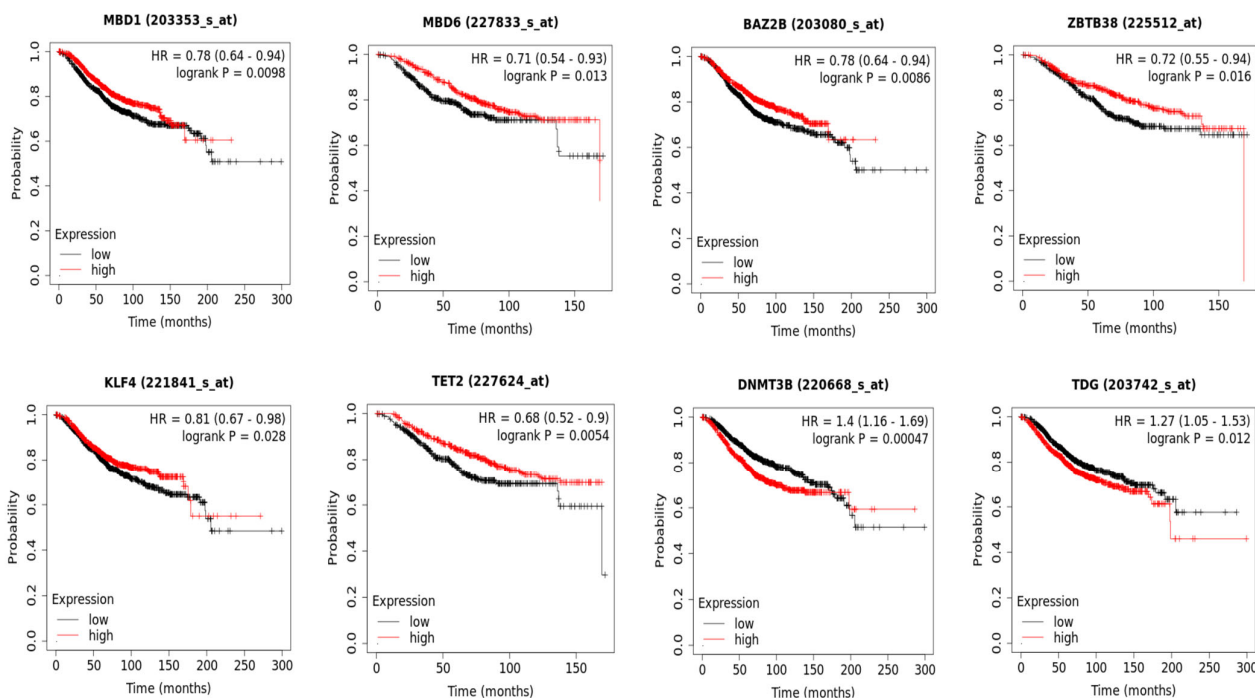 MBD1 (203353_s_at)
HR = 0.78 (0.64 - 0.94)
logrank P = 0.0098
Probability
0.0 0.2 0.4 0.6 0.8 1.0
Expression
low
high
0 50 100 150 200 250 300
Time (months)
MBD6 (227833_s_at)
HR = 0.71 (0.54 - 0.93)
logrank P = 0.013
Probability
0.0 0.2 0.4 0.6 0.8 1.0
Expression
low
high
0 50 100 150
Time (months)
BAZ2B (203080_s_at)
HR = 0.78 (0.64 - 0.94)
logrank P = 0.0086
Probability
0.0 0.2 0.4 0.6 0.8 1.0
Expression
low
high
0 50 100 150 200 250 300
Time (months)
ZBTB38 (225512_at)
HR = 0.72 (0.55 - 0.94)
logrank P = 0.016
Probability
0.0 0.2 0.4 0.6 0.8 1.0
Expression
low
high
0 50 100 150
Time (months)
KLF4 (221841_s_at)
HR = 0.81 (0.67 - 0.98)
logrank P = 0.028
Probability
0.0 0.2 0.4 0.6 0.8 1.0
Expression
low
high
0 50 100 150 200 250 300
Time (months)
TET2 (227624_at)
HR = 0.68 (0.52 - 0.9)
logrank P = 0.0054
Probability
0.0 0.2 0.4 0.6 0.8 1.0
Expression
low
high
0 50 100 150
Time (months)
DNMT3B (220668_s_at)
HR = 1.4 (1.16 - 1.69)
logrank P = 0.00047
Probability
0.0 0.2 0.4 0.6 0.8 1.0
Expression
low
high
0 50 100 150 200 250 300
Time (months)
TDG (203742_s_at)
HR = 1.27 (1.05 - 1.53)
logrank P = 0.012
Probability
0.0 0.2 0.4 0.6 0.8 1.0
Expression
low
high
0 50 100 150 200 250 300
Time (months)